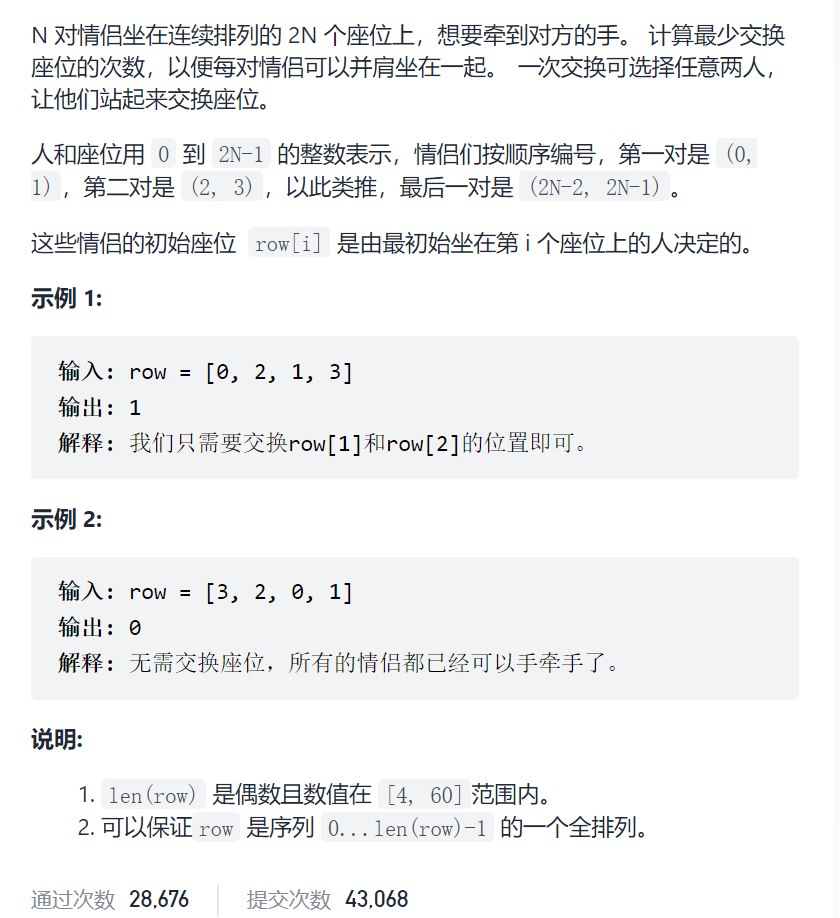 N 对情侣坐在连续排列的 2N 个座位上，想要牵到对方的手。 计算最少交换
座位的次数，以便每对情侣可以并肩坐在一起。 一次交换可选择任意两人，
让他们站起来交换座位。
人和座位用 0 到 2N-1 的整数表示，情侣们按顺序编号，第一对是 (0,
1)，第二对是 (2, 3)，以此类推，最后一对是 (2N-2, 2N-1)。
这些情侣的初始座位 row[i] 是由最初始坐在第 i 个座位上的人决定的。
示例 1:
输入: row = [0, 2, 1, 3]
输出: 1
解释: 我们只需要交换row[1]和row[2]的位置即可。
示例 2:
输入: row = [3, 2, 0, 1]
输出: 0
解释: 无需交换座位，所有的情侣都已经可以手牵手了。
说明:
1. len(row) 是偶数且数值在 [4, 60]范围内。
2. 可以保证row 是序列 0...len(row)-1 的一个全排列。
通过次数 28,676 提交次数 43,068